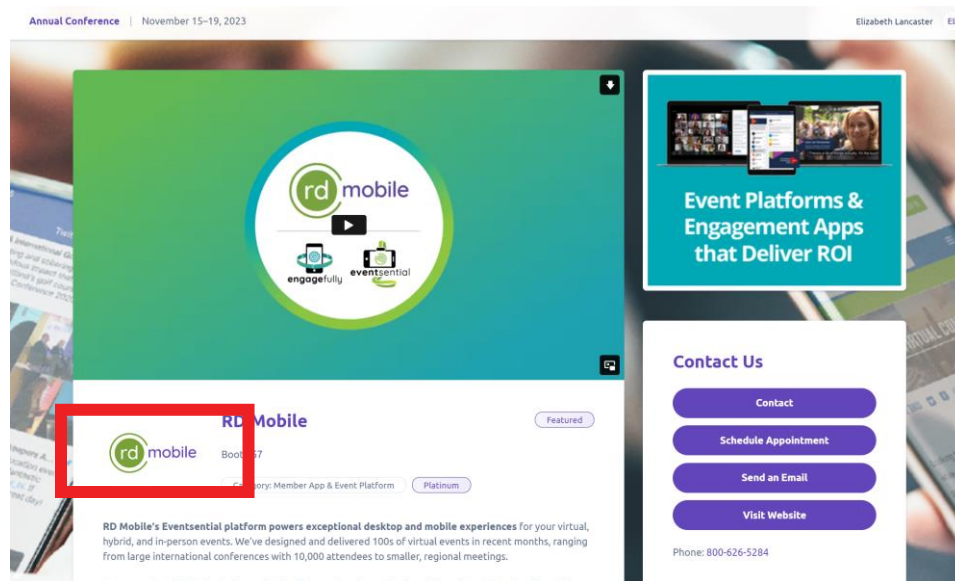 Annual Conference | November 15–19, 2023
Elizabeth Lancaster
rd mobile
engagefully
eventsential
Event Platforms &
Engagement Apps
that Deliver ROI
Contact Us
Contact
Schedule Appointment
Send an Email
Visit Website
Phone: 800-626-5284
RD Mobile
Featured
rd mobile
Category: Member App & Event Platform
Platinum
RD Mobile's Eventsential platform powers exceptional desktop and mobile experiences for your virtual,
hybrid, and in-person events. We've designed and delivered 100s of virtual events in recent months, ranging
from large international conferences with 10,000 attendees to smaller, regional meetings.